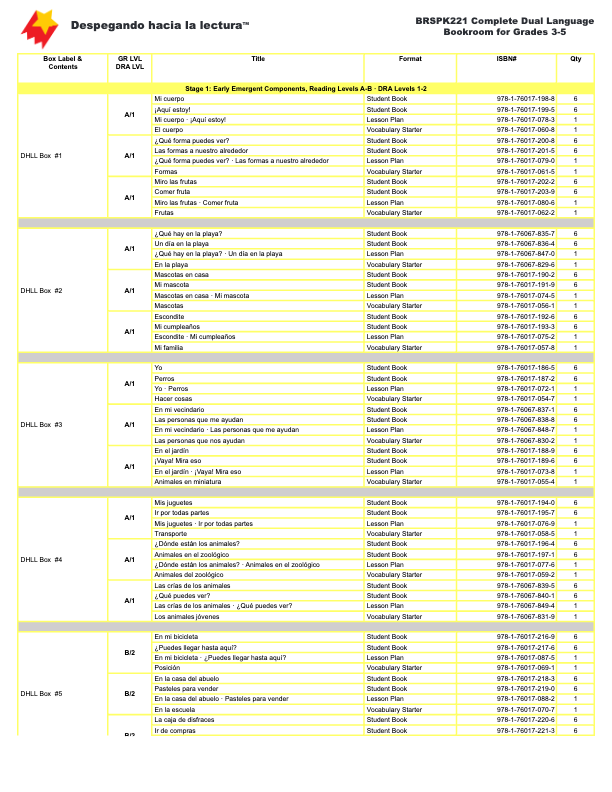 Despegando hacia la lectura™
BRSPK221 Complete Dual Language
Bookroom for Grades 3-5
Box Label & Contents GR LVL DRA LVL Title Format ISBN# Qty
Stage 1: Early Emergent Components, Reading Levels A-B · DRA Levels 1-2
DHLL Box #1
A/1
Mi cuerpo Student Book 978-1-76017-198-8 6
¡Aquí estoy! Student Book 978-1-76017-199-5 6
Mi cuerpo · ¡Aquí estoy! Lesson Plan 978-1-76017-078-3 1
El cuerpo Vocabulary Starter 978-1-76017-060-8 1
A/1
¿Qué forma puedes ver? Student Book 978-1-76017-200-8 6
Las formas a nuestro alrededor Student Book 978-1-76017-201-5 6
¿Qué forma puedes ver? · Las formas a nuestro alrededor Lesson Plan 978-1-76017-079-0 1
Formas Vocabulary Starter 978-1-76017-061-5 1
A/1
Miro las frutas Student Book 978-1-76017-202-2 6
Comer fruta Student Book 978-1-76017-203-9 6
Miro las frutas · Comer fruta Lesson Plan 978-1-76017-080-6 1
Frutas Vocabulary Starter 978-1-76017-062-2 1
DHLL Box #2
A/1
¿Qué hay en la playa? Student Book 978-1-76067-835-7 6
Un día en la playa Student Book 978-1-76067-836-4 6
¿Qué hay en la playa? · Un día en la playa Lesson Plan 978-1-76067-847-0 1
En la playa Vocabulary Starter 978-1-76067-829-6 1
A/1
Mascotas en casa Student Book 978-1-76017-190-2 6
Mi mascota Student Book 978-1-76017-191-9 6
Mascotas en casa · Mi mascota Lesson Plan 978-1-76017-074-5 1
Mascotas Vocabulary Starter 978-1-76017-056-1 1
A/1
Escondite Student Book 978-1-76017-192-6 6
Mi cumpleaños Student Book 978-1-76017-193-3 6
Escondite · Mi cumpleaños Lesson Plan 978-1-76017-075-2 1
Mi familia Vocabulary Starter 978-1-76017-057-8 1
DHLL Box #3
A/1
Yo Student Book 978-1-76017-186-5 6
Perros Student Book 978-1-76017-187-2 6
Yo · Perros Lesson Plan 978-1-76017-072-1 1
Hacer cosas Vocabulary Starter 978-1-76017-054-7 1
A/1
En mi vecindario Student Book 978-1-76067-837-1 6
Las personas que me ayudan Student Book 978-1-76067-838-8 6
En mi vecindario · Las personas que me ayudan Lesson Plan 978-1-76067-848-7 1
Las personas que nos ayudan Vocabulary Starter 978-1-76067-830-2 1
A/1
En el jardín Student Book 978-1-76017-188-9 6
¡Vaya! Mira eso Student Book 978-1-76017-189-6 6
En el jardín · ¡Vaya! Mira eso Lesson Plan 978-1-76017-073-8 1
Animales en miniatura Vocabulary Starter 978-1-76017-055-4 1
DHLL Box #4
A/1
Mis juguetes Student Book 978-1-76017-194-0 6
Ir por todas partes Student Book 978-1-76017-195-7 6
Mis juguetes · Ir por todas partes Lesson Plan 978-1-76017-076-9 1
Transporte Vocabulary Starter 978-1-76017-058-5 1
A/1
¿Dónde están los animales? Student Book 978-1-76017-196-4 6
Animales en el zoológico Student Book 978-1-76017-197-1 6
¿Dónde están los animales? · Animales en el zoológico Lesson Plan 978-1-76017-077-6 1
Animales del zoológico Vocabulary Starter 978-1-76017-059-2 1
A/1
Las crías de los animales Student Book 978-1-76067-839-5 6
¿Qué puedes ver? Student Book 978-1-76067-840-1 6
Las crías de los animales · ¿Qué puedes ver? Lesson Plan 978-1-76067-849-4 1
Los animales jóvenes Vocabulary Starter 978-1-76067-831-9 1
DHLL Box #5
B/2
En mi bicicleta Student Book 978-1-76017-216-9 6
¿Puedes llegar hasta aquí? Student Book 978-1-76017-217-6 6
En mi bicicleta · ¿Puedes llegar hasta aquí? Lesson Plan 978-1-76017-087-5 1
Posición Vocabulary Starter 978-1-76017-069-1 1
B/2
En la casa del abuelo Student Book 978-1-76017-218-3 6
Pasteles para vender Student Book 978-1-76017-219-0 6
En la casa del abuelo · Pasteles para vender Lesson Plan 978-1-76017-088-2 1
En la escuela Vocabulary Starter 978-1-76017-070-7 1
B/2
La caja de disfraces Student Book 978-1-76017-220-6 6
Ir de compras Student Book 978-1-76017-221-3 6